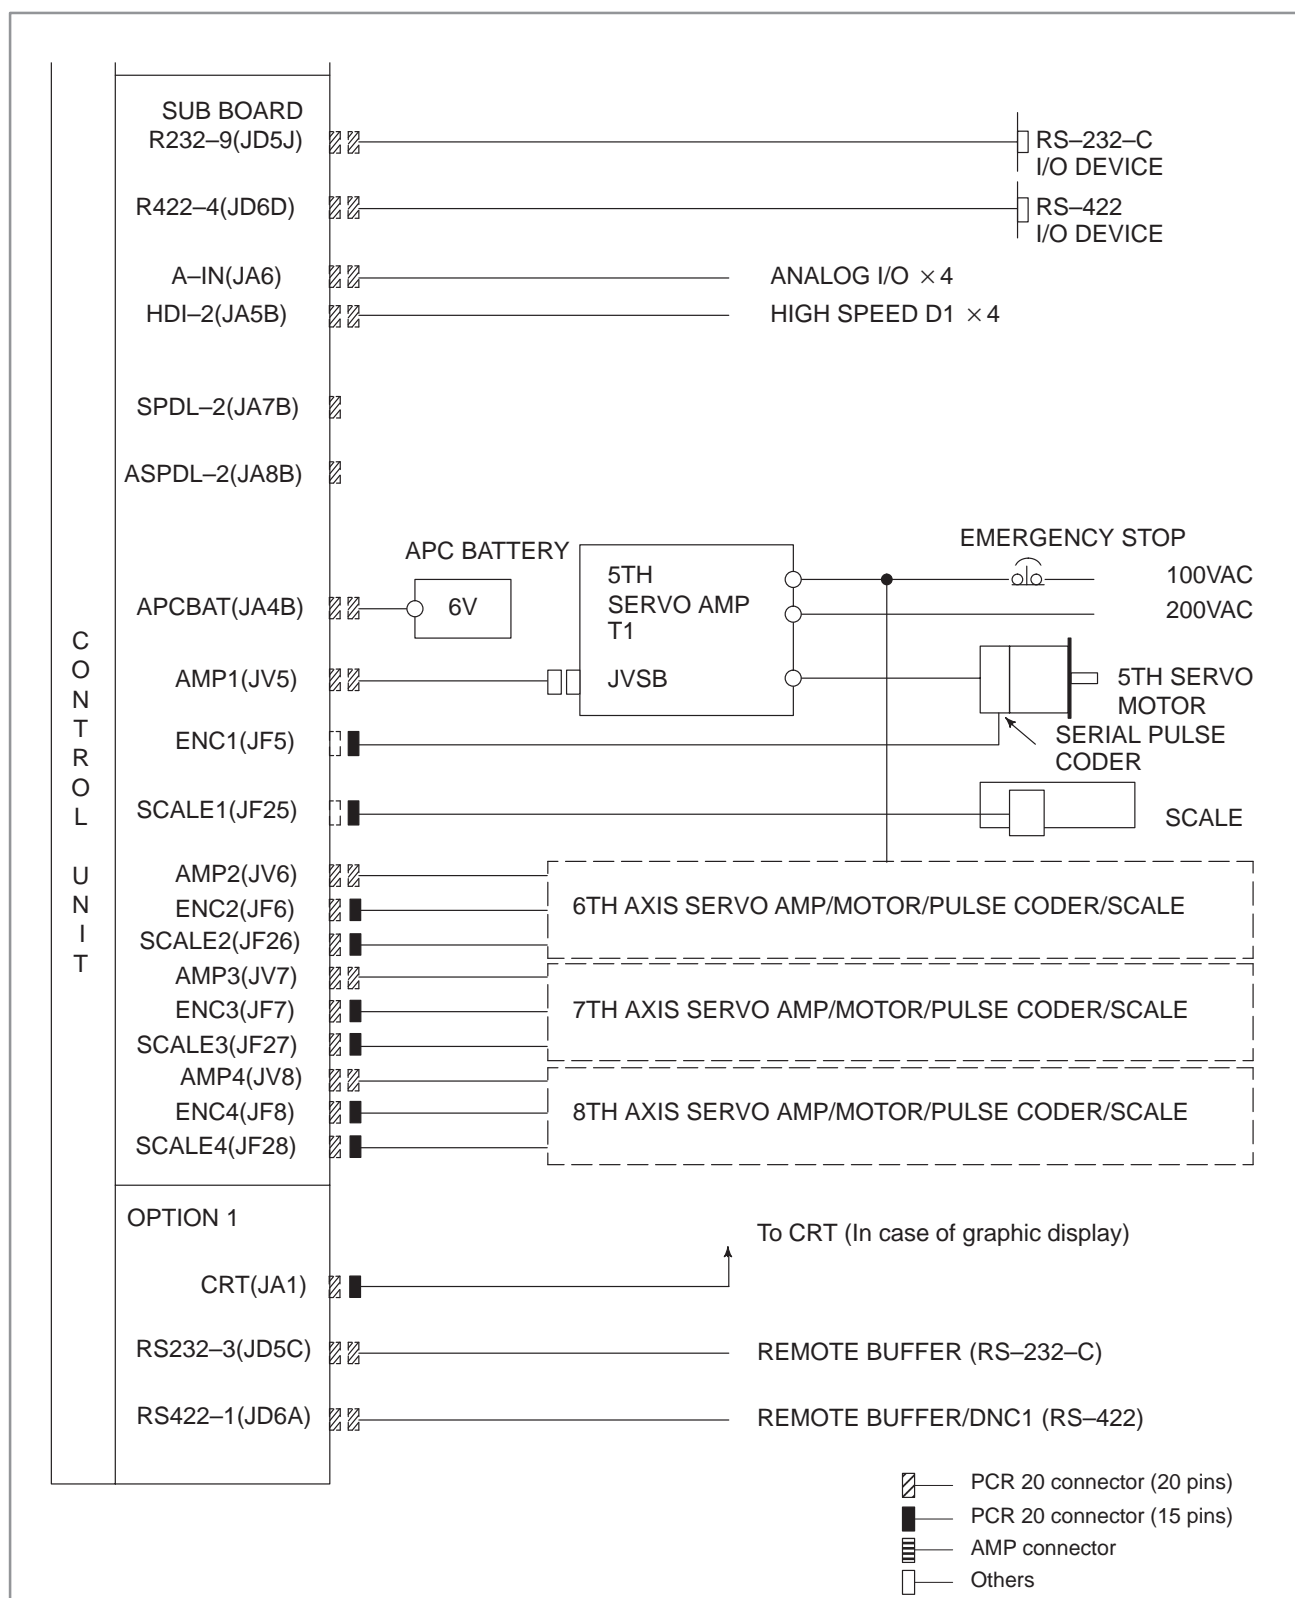 SUB BOARD
R232–9(JD5J)
RS–232–C
I/O DEVICE
R422–4(JD6D)
RS–422
I/O DEVICE
A–IN(JA6)
ANALOG I/O ×4
HDI–2(JA5B)
HIGH SPEED D1 ×4
SPDL–2(JA7B)
ASPDL–2(JA8B)
APC BATTERY
EMERGENCY STOP
5TH
SERVO AMP
T1
100VAC
200VAC
APCBAT(JA4B)
6V
CONTROL UNIT
AMP1(JV5)
JVSB
5TH SERVO
MOTOR
ENC1(JF5)
SERIAL PULSE
CODER
SCALE1(JF25)
SCALE
AMP2(JV6)
ENC2(JF6)
6TH AXIS SERVO AMP/MOTOR/PULSE CODER/SCALE
SCALE2(JF26)
AMP3(JV7)
ENC3(JF7)
7TH AXIS SERVO AMP/MOTOR/PULSE CODER/SCALE
SCALE3(JF27)
AMP4(JV8)
ENC4(JF8)
8TH AXIS SERVO AMP/MOTOR/PULSE CODER/SCALE
SCALE4(JF28)
OPTION 1
To CRT (In case of graphic display)
CRT(JA1)
RS232–3(JD5C)
REMOTE BUFFER (RS–232–C)
RS422–1(JD6A)
REMOTE BUFFER/DNC1 (RS–422)
PCR 20 connector (20 pins)
PCR 20 connector (15 pins)
AMP connector
Others